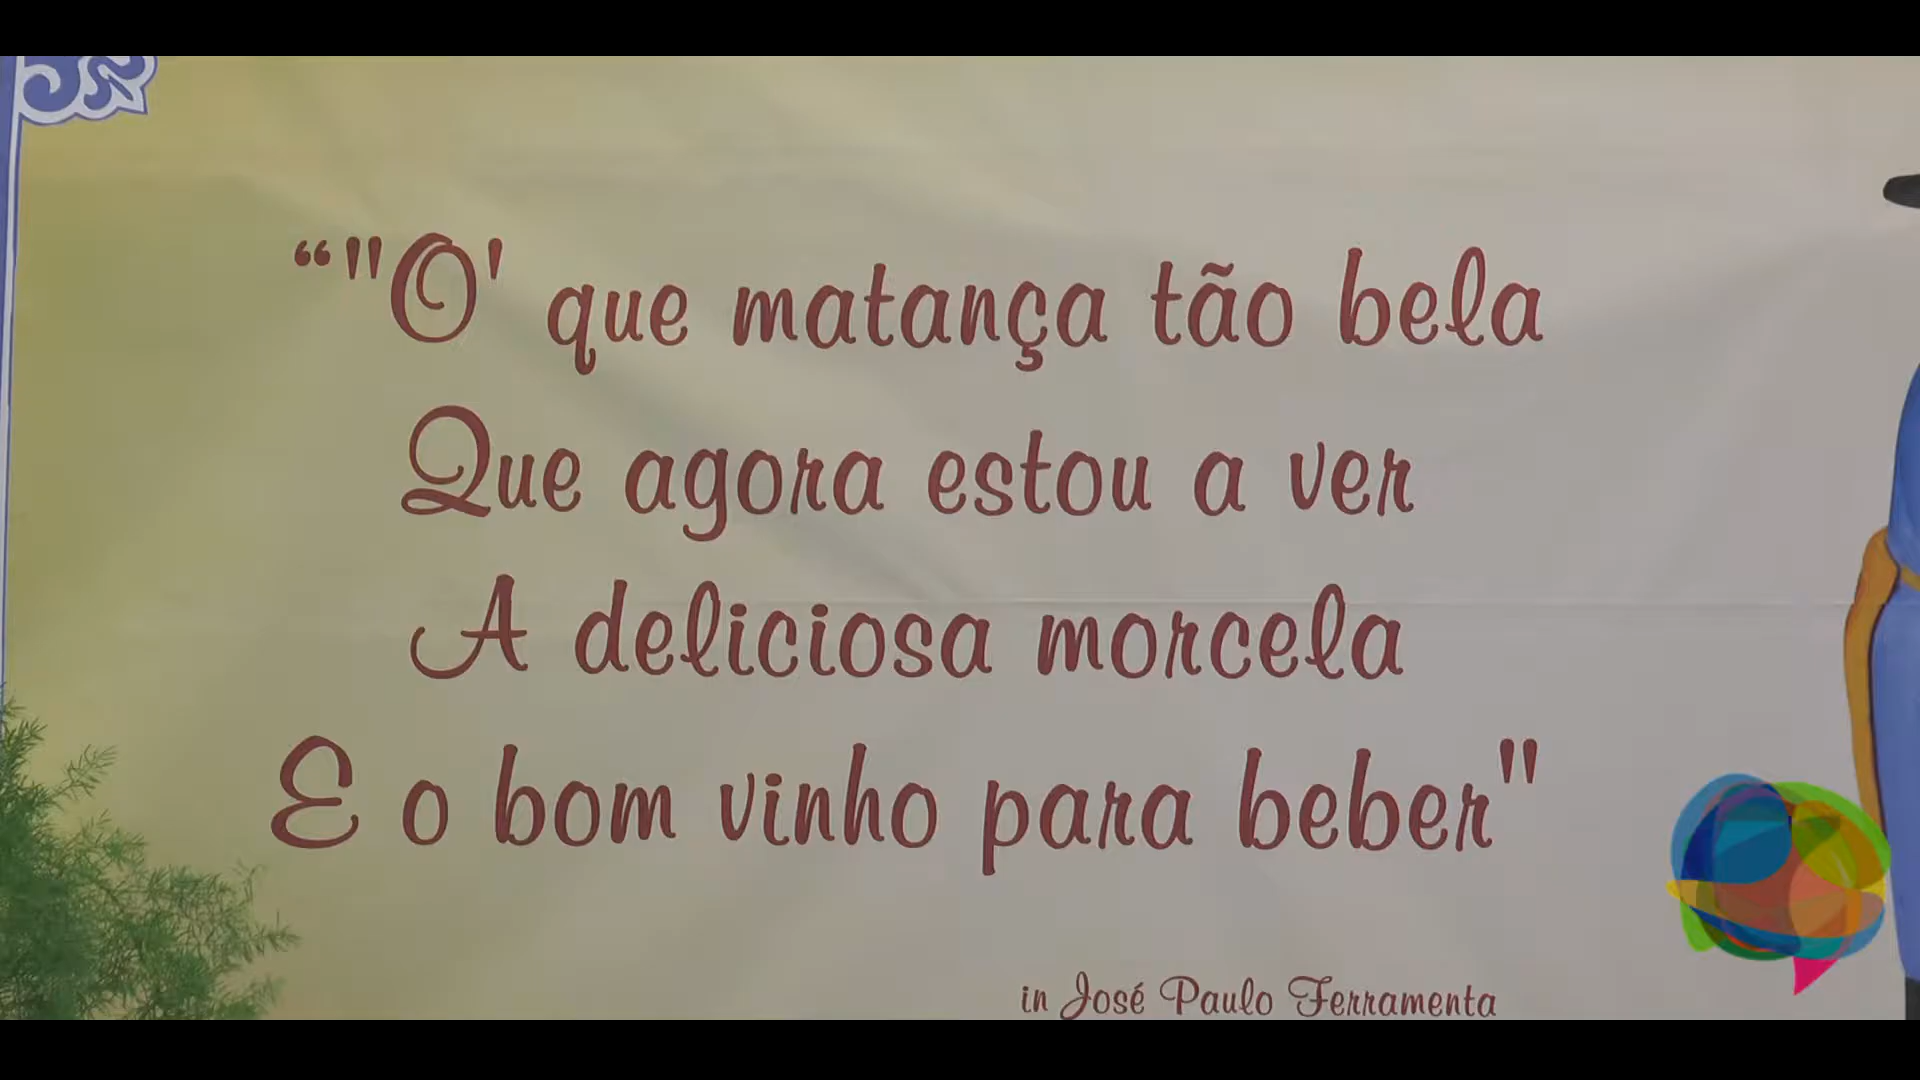 “"O' que matança tão bela
Que agora estou a ver
A deliciosa morcela
E o bom vinho para beber"
in José Paulo Ferramenta